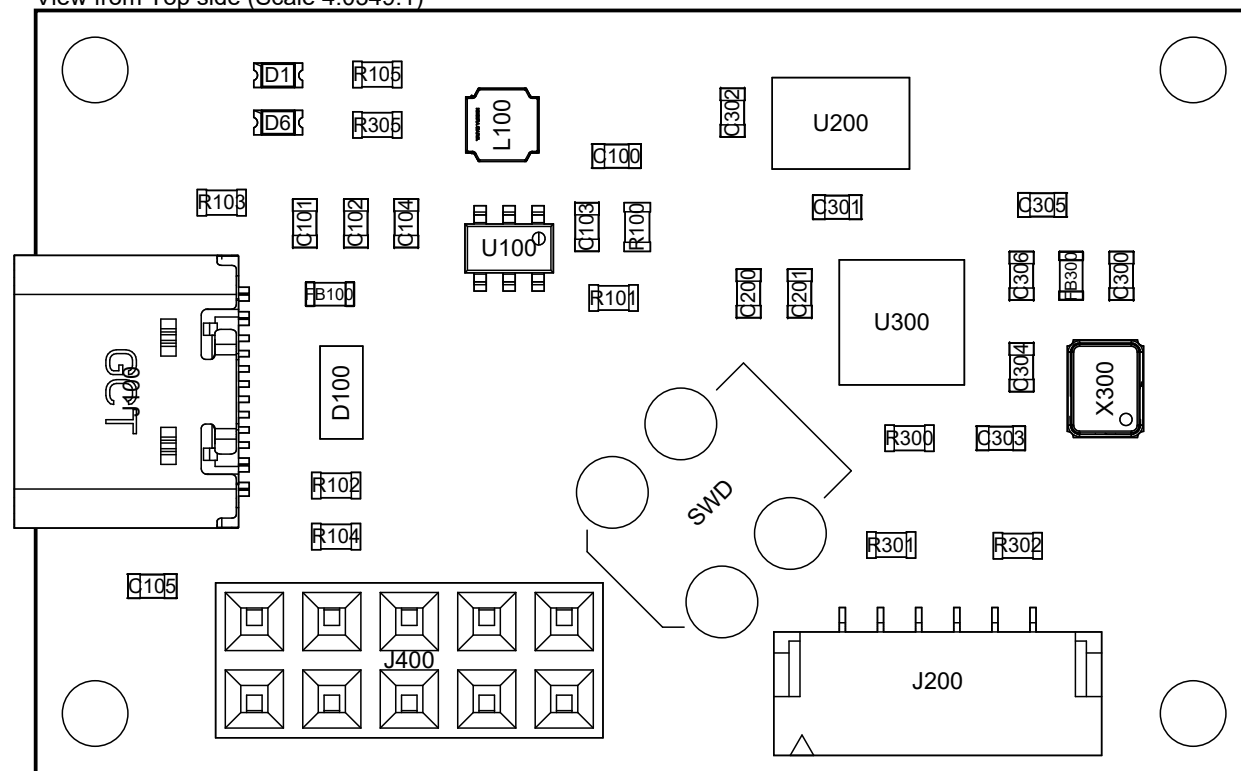 View from Top side (Scale 4.0549:1)
D1
R105
D6
R305
L100
C302
U200
C100
R103
C101
C102
C104
U100
C103
R100
C301
C305
FB100
R101
C200
C201
U300
C306
FB300
C300
GCT
D100
C304
X300
R300
C303
R102
SWD
R104
R301
R302
C105
J400
J200